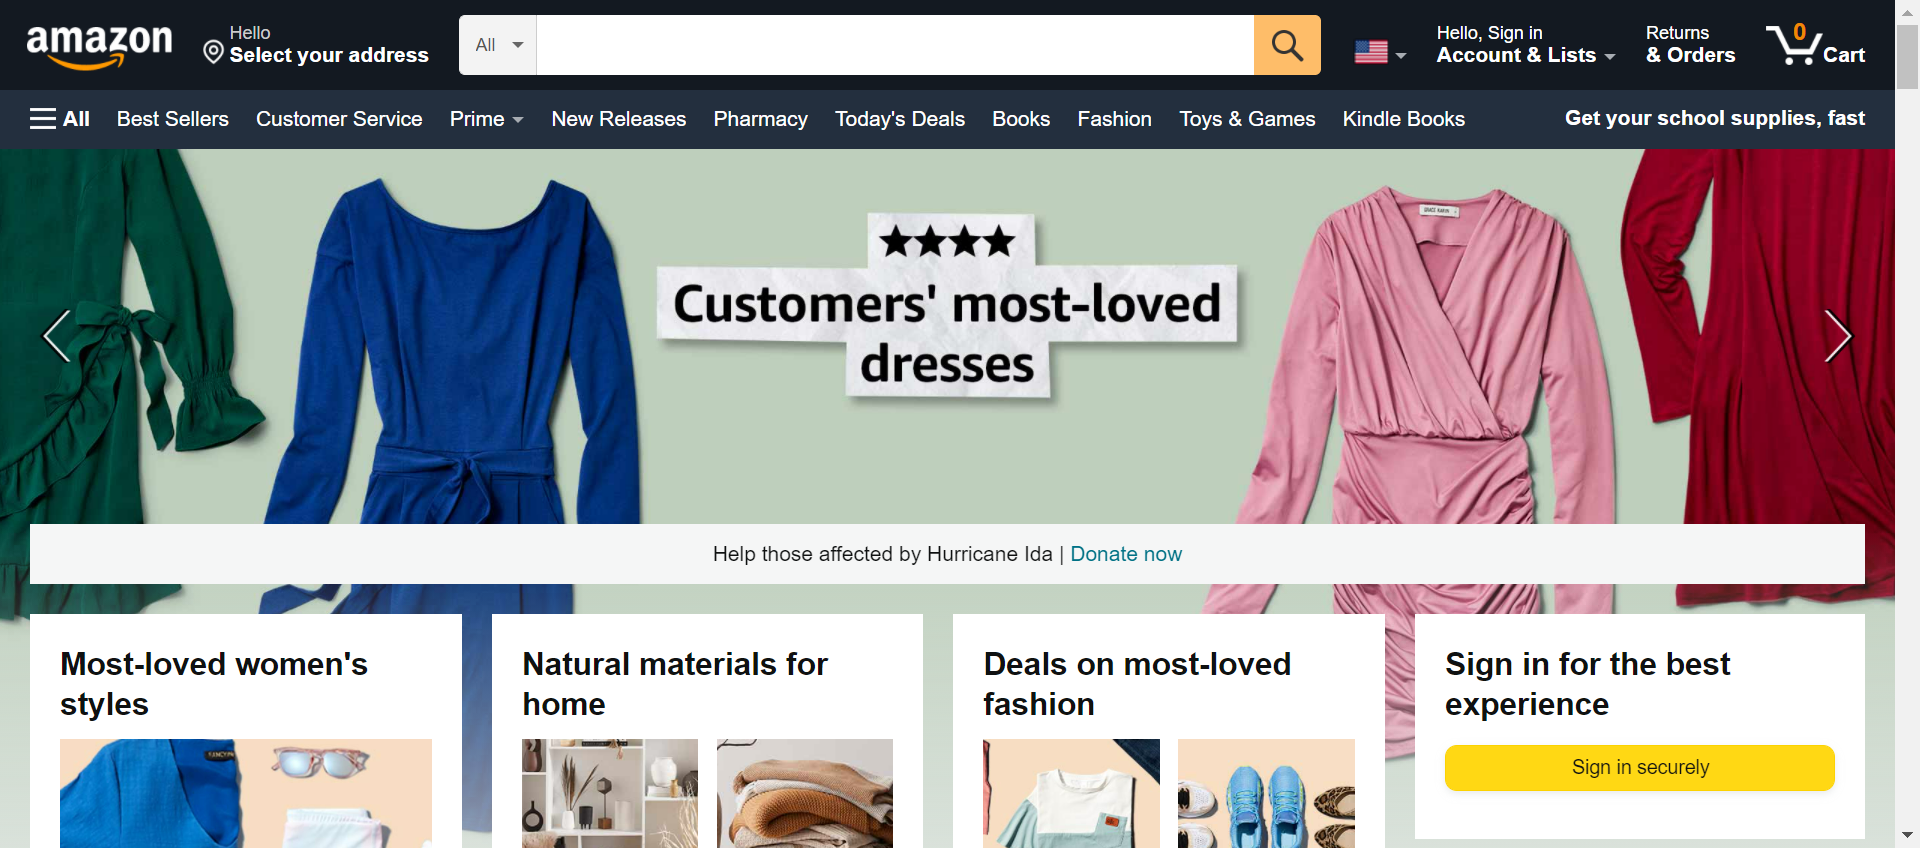 amazon
Hello
Select your address
All
Hello, Sign in
Account & Lists
Returns
& Orders
0
Cart
All
Best Sellers
Customer Service
Prime
New Releases
Pharmacy
Today's Deals
Books
Fashion
Toys & Games
Kindle Books
Get your school supplies, fast
Customers' most-loved
dresses
Help those affected by Hurricane Ida | Donate now
Most-loved women's
styles
Natural materials for
home
Deals on most-loved
fashion
Sign in for the best
experience
Sign in securely